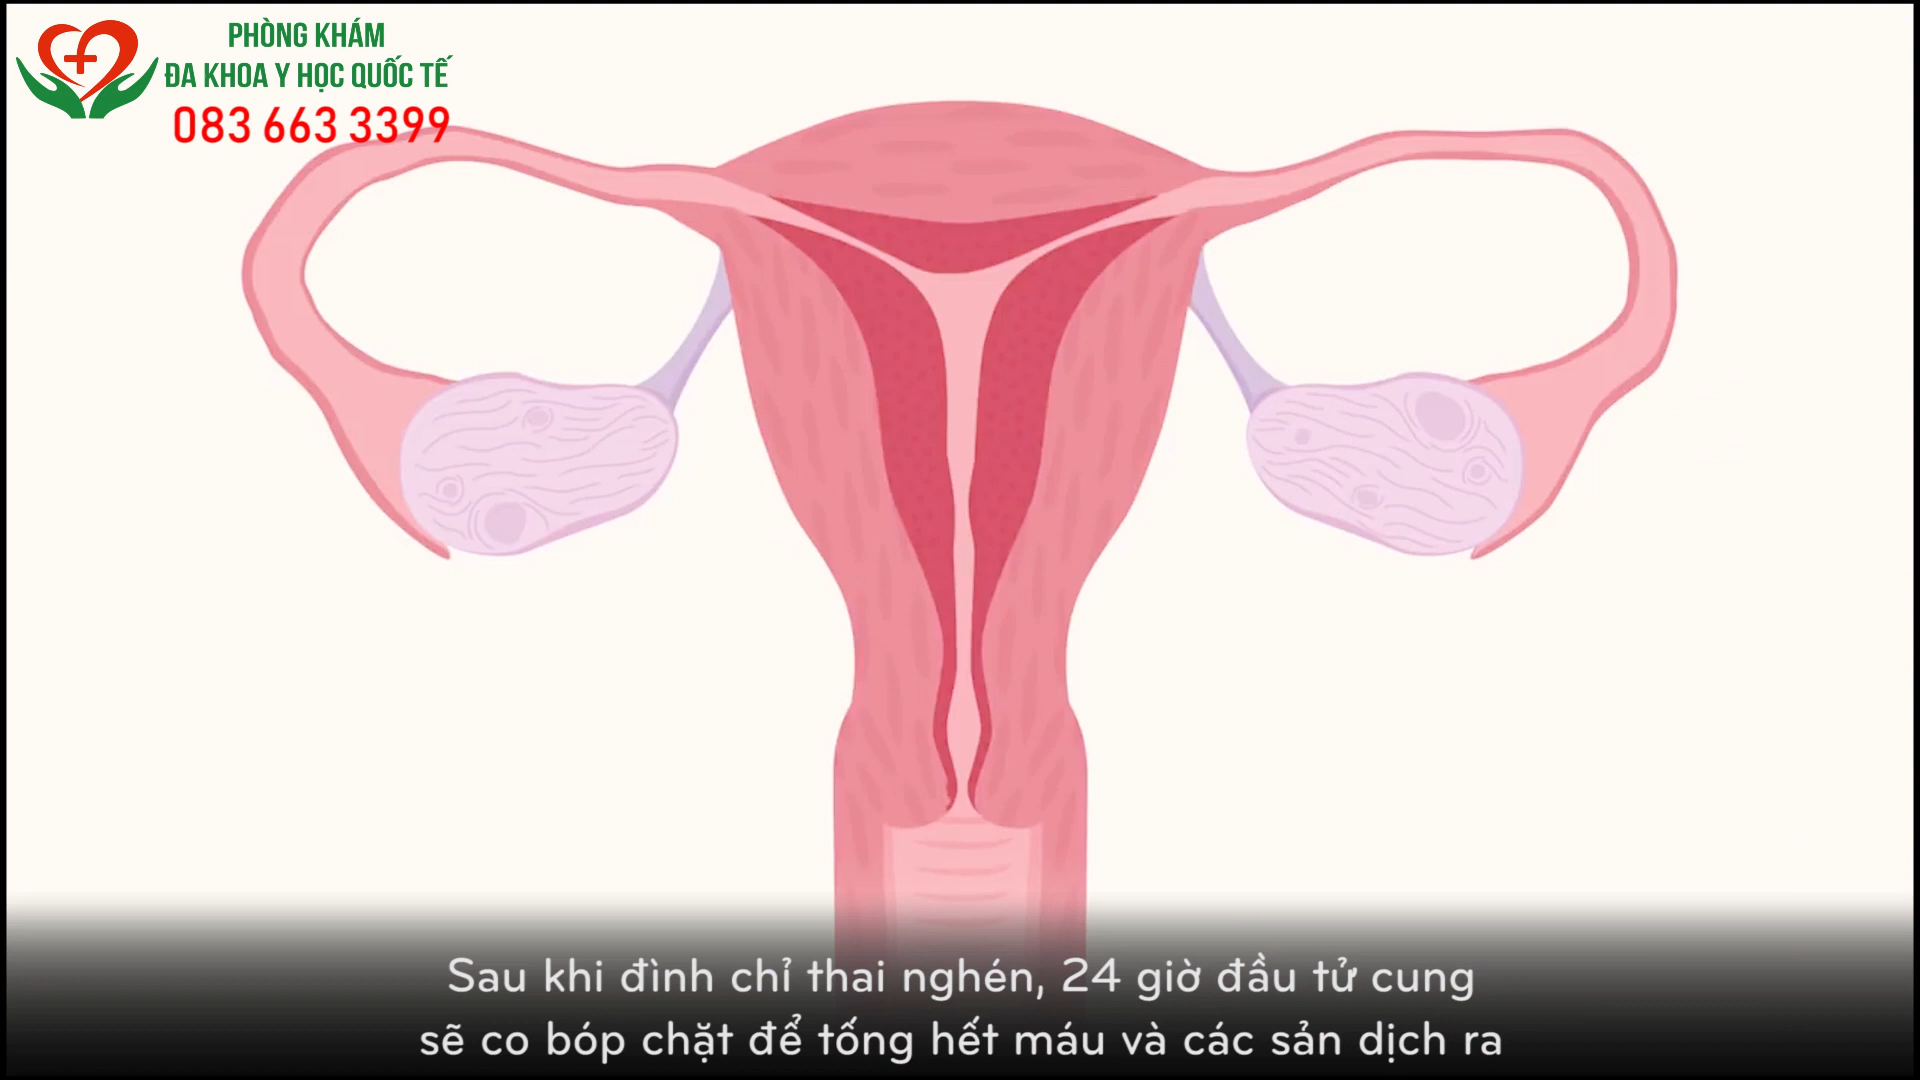 PHÒNG KHÁM
ĐA KHOA Y HỌC QUỐC TẾ
083 663 3399
Sau khi đình chỉ thai nghén, 24 giờ đầu tử cung
sẽ co bóp chặt để tống hết máu và các sản dịch ra